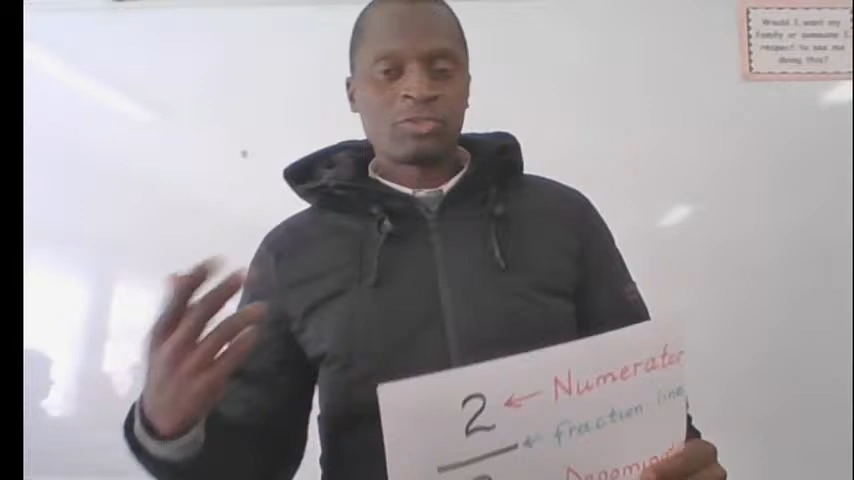 Would I want my
family or someone I
respect to see me
doing this?
2 ← Numerator
← fraction line